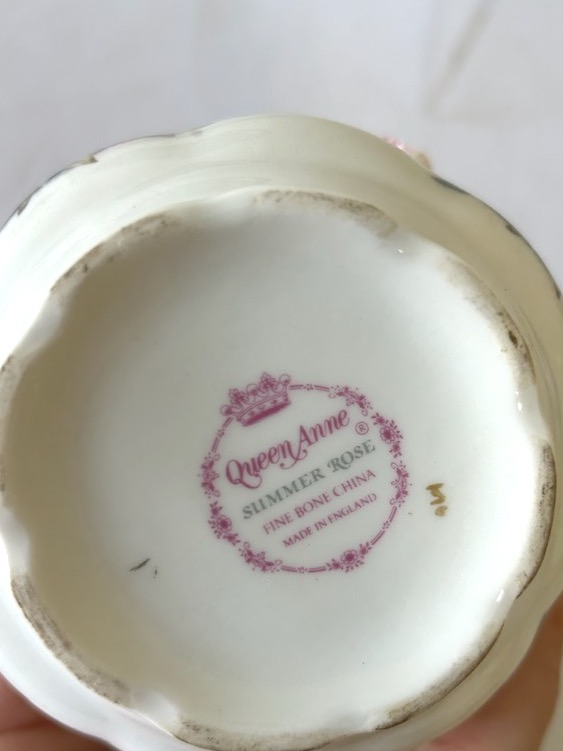 Queen Anne ®
SUMMER ROSE
FINE BONE CHINA
MADE IN ENGLAND